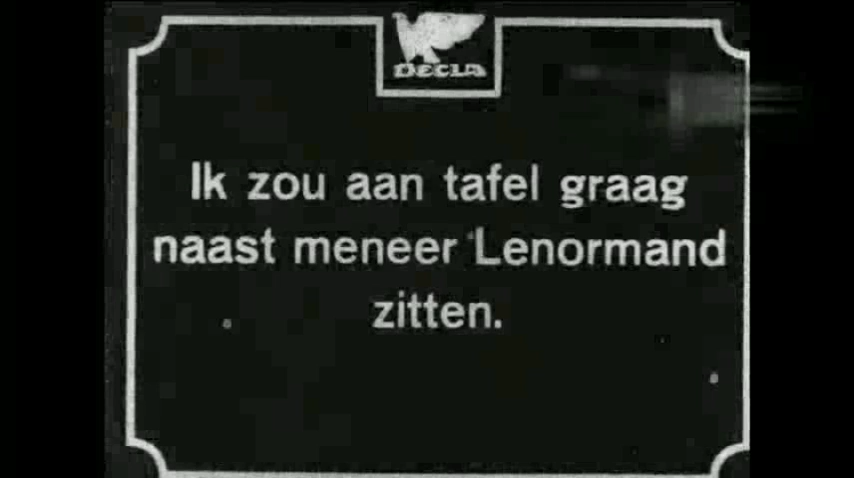 DECLA
Ik zou aan tafel graag
naast meneer Lenormand
zitten.